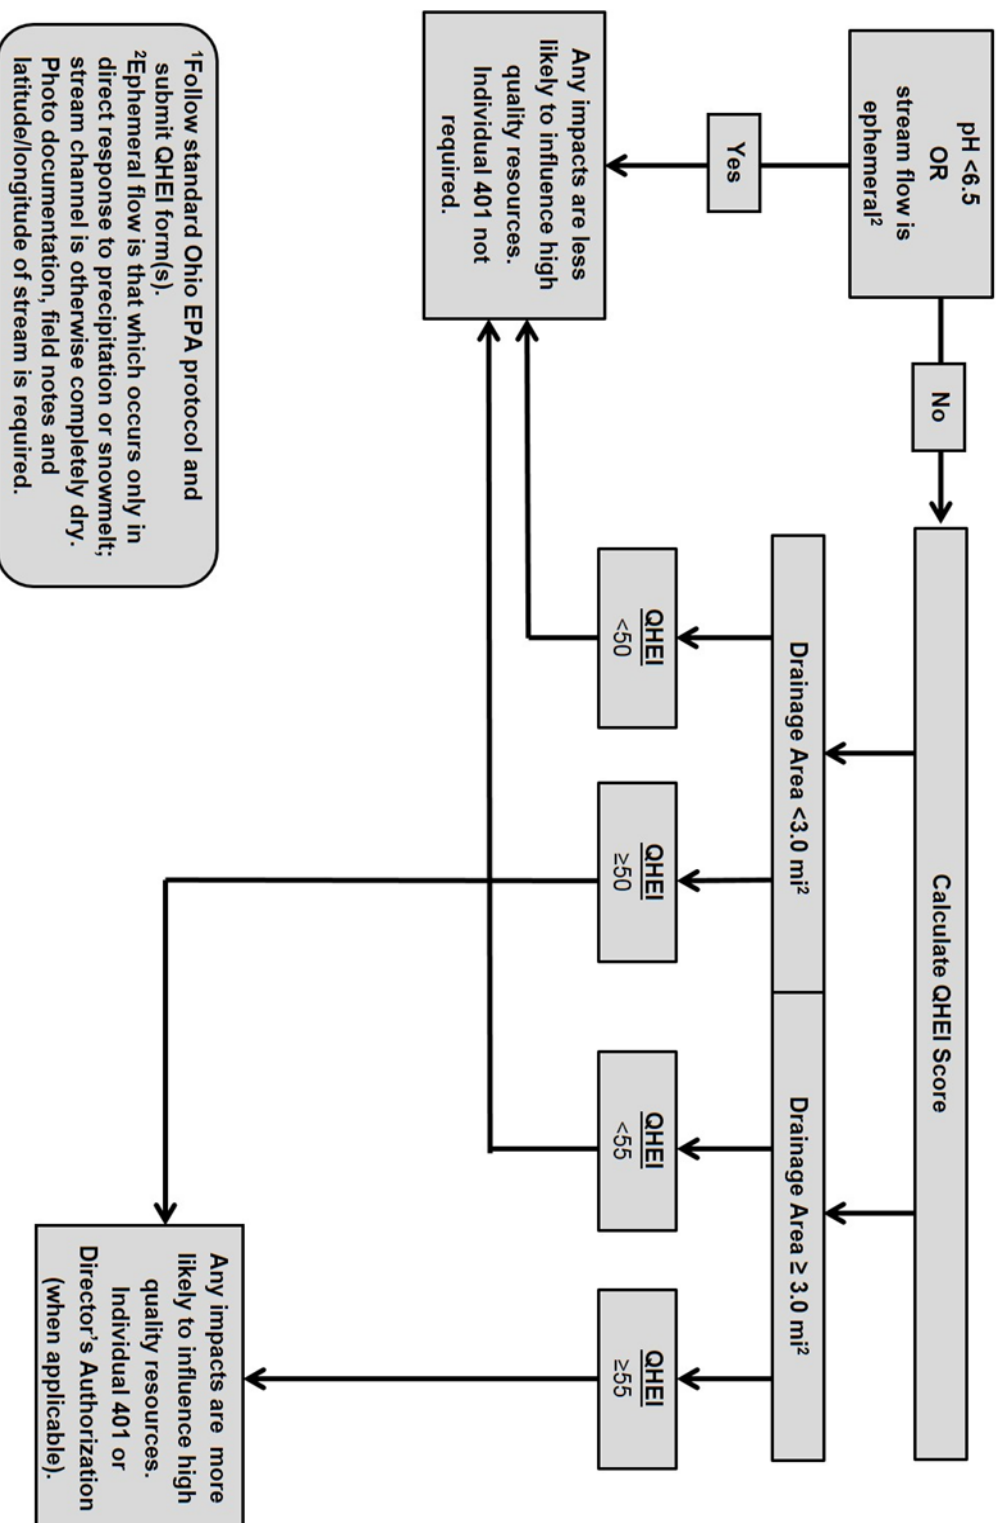 pH <6.5
OR
stream flow is
ephemeral²
No
Calculate QHEI Score
Yes
Drainage Area <3.0 mi²
Drainage Area ≥ 3.0 mi²
QHEI
<50
QHEI
≥50
QHEI
<55
QHEI
≥55
Any impacts are less
likely to influence high
quality resources.
Individual 401 not
required.
Any impacts are more
likely to influence high
quality resources.
Individual 401 or
Director's Authorization
(when applicable).
¹Follow standard Ohio EPA protocol and
submit QHEI form(s).
²Ephemeral flow is that which occurs only in
direct response to precipitation or snowmelt;
stream channel is otherwise completely dry.
Photo documentation, field notes and
latitude/longitude of stream is required.